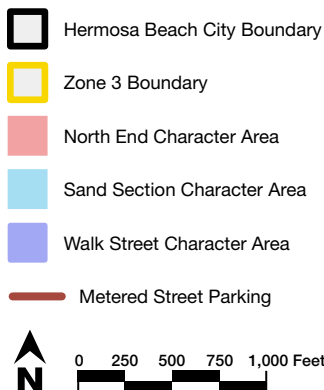 Hermosa Beach City Boundary
Zone 3 Boundary
North End Character Area
Sand Section Character Area
Walk Street Character Area
Metered Street Parking
N
0 250 500 750 1,000 Feet